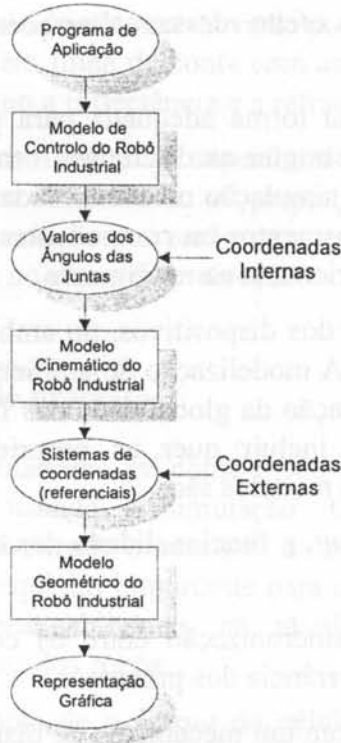 Programa de
Aplicação
Modelo de
Controlo do Robô
Industrial
Valores dos
Ângulos das
Juntas
Coordenadas
Internas
Modelo
Cinemático do
Robô Industrial
Sistemas de
coordenadas
(referenciais)
Coordenadas
Externas
Modelo
Geométrico do
Robô Industrial
Representação
Gráfica